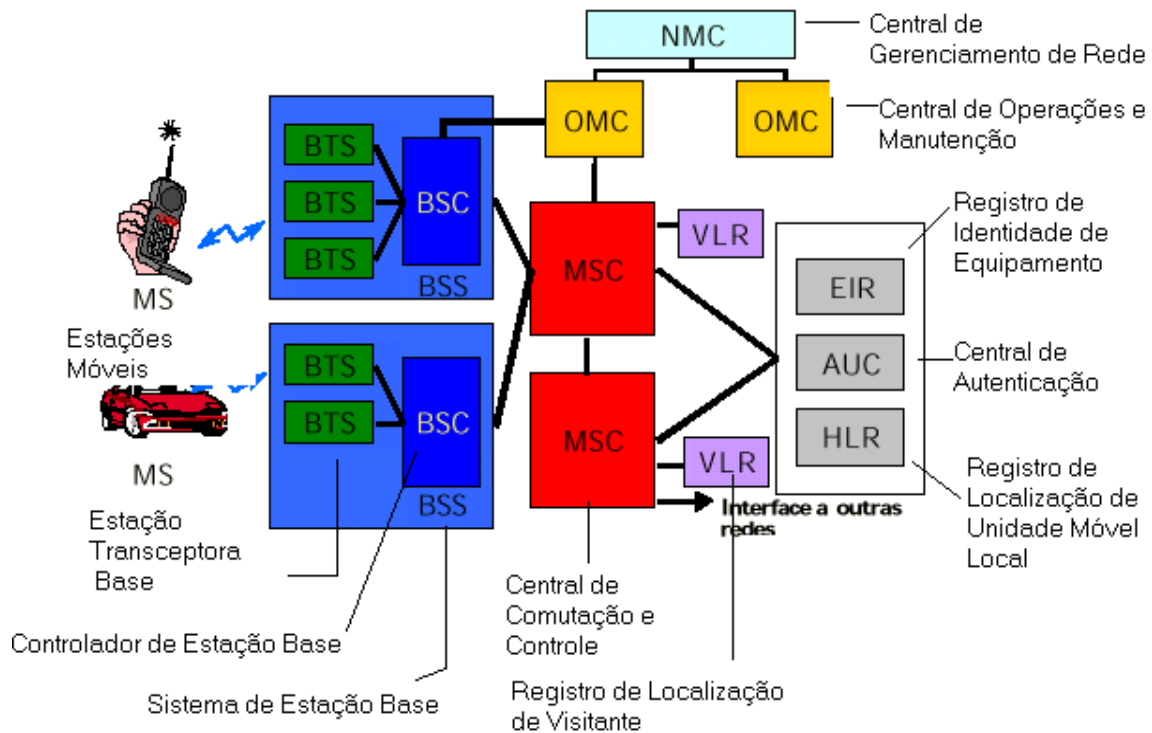 NMC
Central de
Gerenciamento de Rede
OMC
OMC
Central de Operações e
Manutenção
BTS
BTS
BTS
BSC
BSS
MS
Estações
Móveis
MSC
VLR
Registro de
Identidade de
Equipamento
EIR
AUC
HLR
Central de
Autenticação
Registro de
Localização de
Unidade Móvel
Local
BTS
BTS
BSC
BSS
MS
MSC
VLR
Interface a outras
redes
Estação
Transceptora
Base
Controlador de Estação Base
Sistema de Estação Base
Central de
Comutação e
Controle
Registro de Localização
de Visitante